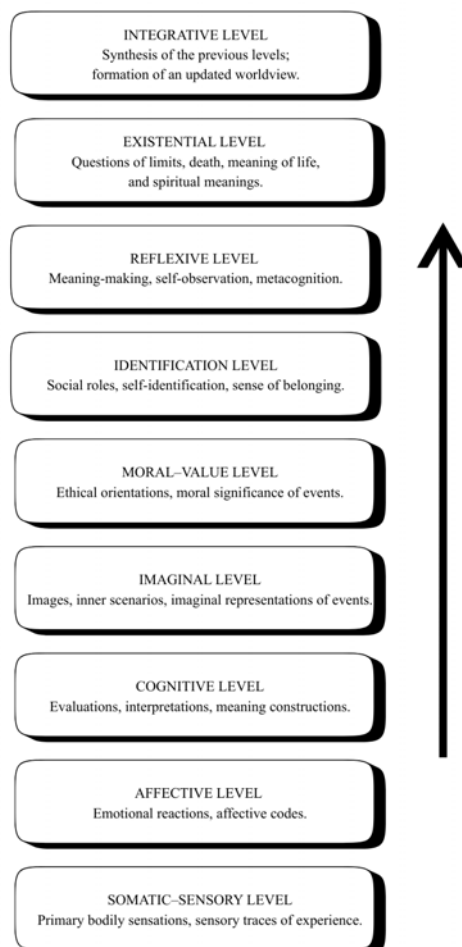 INTEGRATIVE LEVEL
Synthesis of the previous levels;
formation of an updated worldview.
EXISTENTIAL LEVEL
Questions of limits, death, meaning of life,
and spiritual meanings.
REFLEXIVE LEVEL
Meaning-making, self-observation, metacognition.
IDENTIFICATION LEVEL
Social roles, self-identification, sense of belonging.
MORAL–VALUE LEVEL
Ethical orientations, moral significance of events.
IMAGINAL LEVEL
Images, inner scenarios, imaginal representations of events.
COGNITIVE LEVEL
Evaluations, interpretations, meaning constructions.
AFFECTIVE LEVEL
Emotional reactions, affective codes.
SOMATIC–SENSORY LEVEL
Primary bodily sensations, sensory traces of experience.